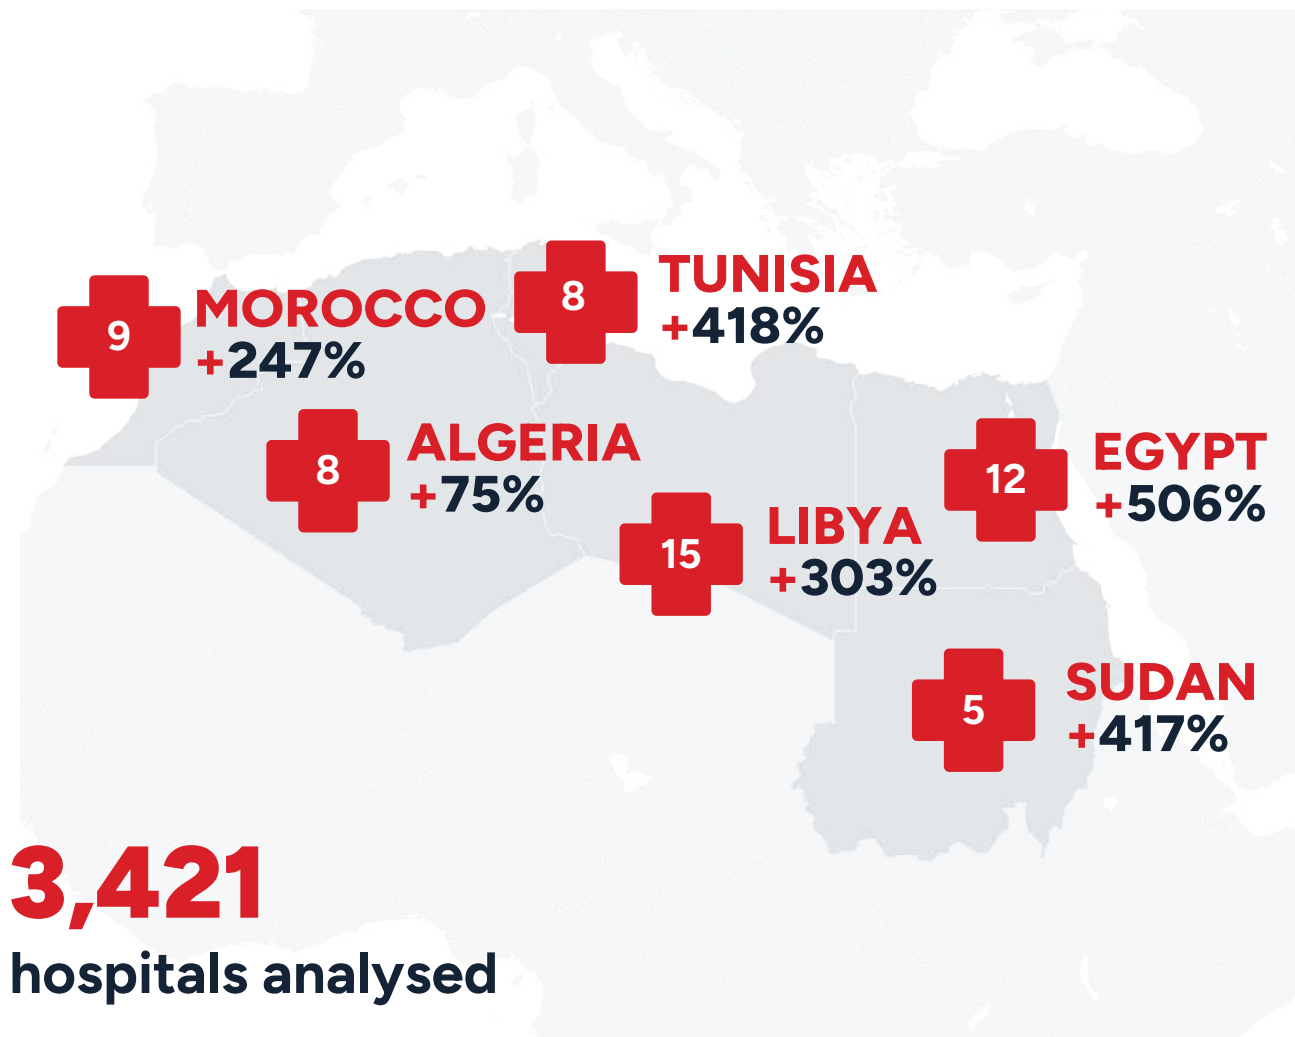 8
TUNISIA
+418%
9
MOROCCO
+247%
8
ALGERIA
+75%
12
EGYPT
+506%
15
LIBYA
+303%
5
SUDAN
+417%
3,421
hospitals analysed